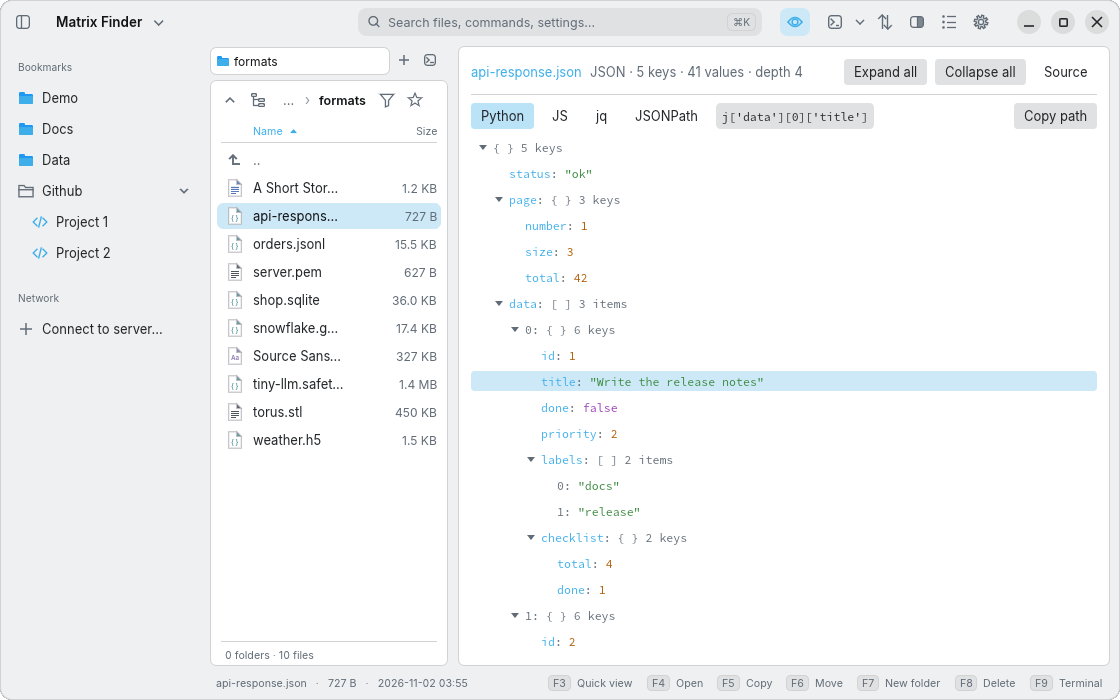 Matrix Finder
Search files, commands, settings...
⌘K
Bookmarks
Demo
Docs
Data
Github
Project 1
Project 2
Network
Connect to server...
formats
... › formats
Name Size
..
A Short Stor... 1.2 KB
api-respons... 727 B
orders.jsonl 15.5 KB
server.pem 627 B
shop.sqlite 36.0 KB
snowflake.g... 17.4 KB
Source Sans... 327 KB
tiny-llm.safet... 1.4 MB
torus.stl 450 KB
weather.h5 1.5 KB
0 folders · 10 files
api-response.json JSON · 5 keys · 41 values · depth 4 Expand all Collapse all Source
Python JS jq JSONPath j['data'][0]['title'] Copy path
{ } 5 keys
status: "ok"
page: { } 3 keys
number: 1
size: 3
total: 42
data: [ ] 3 items
0: { } 6 keys
id: 1
title: "Write the release notes"
done: false
priority: 2
labels: [ ] 2 items
0: "docs"
1: "release"
checklist: { } 2 keys
total: 4
done: 1
1: { } 6 keys
id: 2
api-response.json · 727 B · 2026-11-02 03:55
F3 Quick view F4 Open F5 Copy F6 Move F7 New folder F8 Delete F9 Terminal